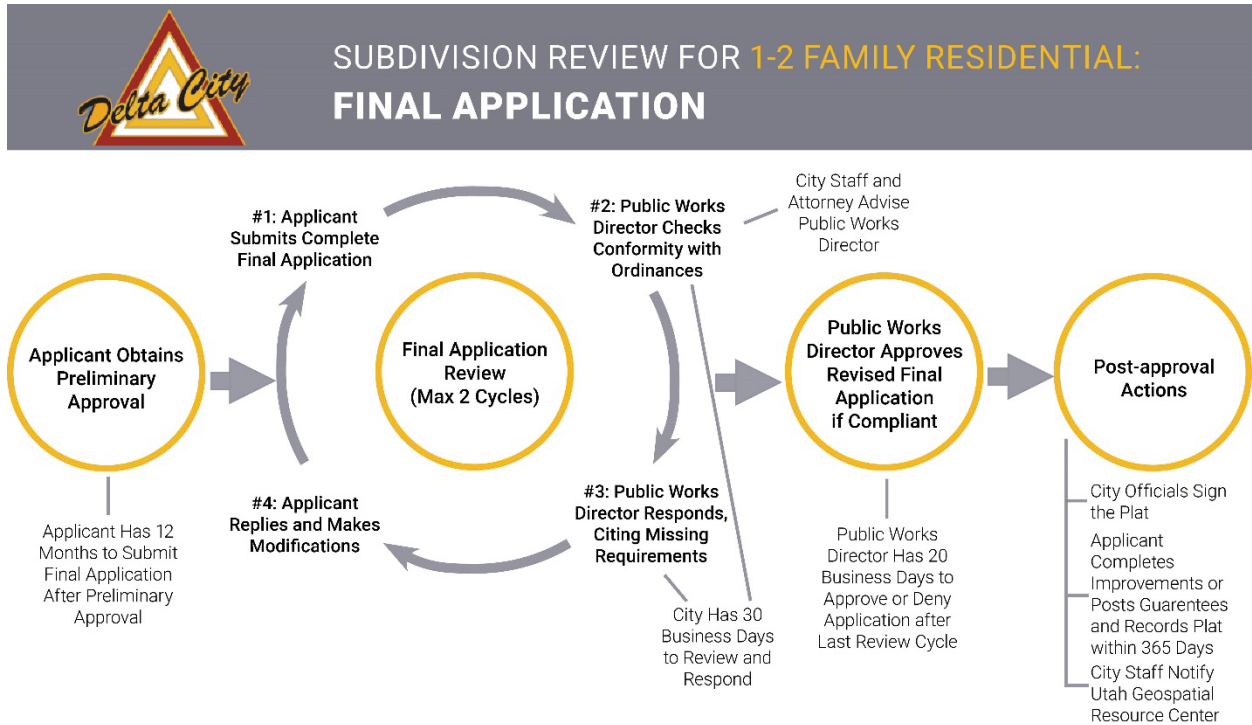 Delta City
SUBDIVISION REVIEW FOR 1-2 FAMILY RESIDENTIAL:
FINAL APPLICATION
Applicant Obtains
Preliminary
Approval
Applicant Has 12
Months to Submit
Final Application
After Preliminary
Approval
#1: Applicant
Submits Complete
Final Application
Final Application
Review
(Max 2 Cycles)
#2: Public Works
Director Checks
Conformity with
Ordinances
City Staff and
Attorney Advise
Public Works
Director
#3: Public Works
Director Responds,
Citing Missing
Requirements
City Has 30
Business Days
to Review and
Respond
#4: Applicant
Replies and Makes
Modifications
Public Works
Director Approves
Revised Final
Application
if Compliant
Public Works
Director Has 20
Business Days to
Approve or Deny
Application after
Last Review Cycle
Post-approval
Actions
City Officials Sign
the Plat
Applicant
Completes
Improvements or
Posts Guarentees
and Records Plat
within 365 Days
City Staff Notify
Utah Geospatial
Resource Center